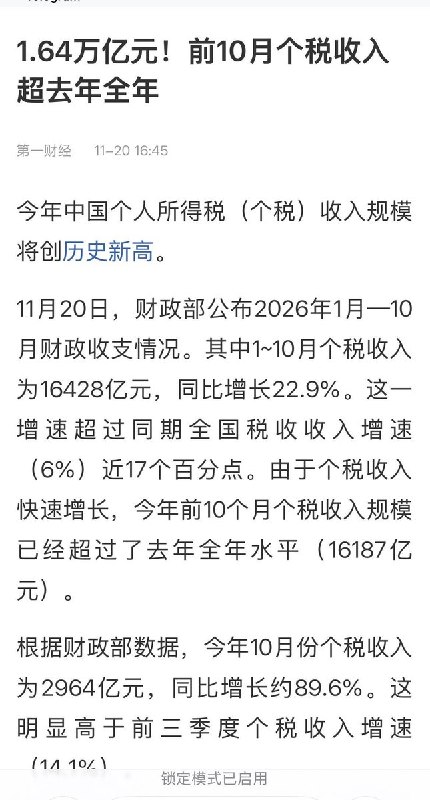 1.64万亿元！前10月个税收入
超去年全年
第一财经 11-20 16:45
今年中国个人所得税（个税）收入规模
将创历史新高。
11月20日，财政部公布2026年1月—10
月财政收支情况。其中1~10月个税收入
为16428亿元，同比增长22.9%。这一
增速超过同期全国税收收入增速
（6%）近17个百分点。由于个税收入
快速增长，今年前10个月个税收入规模
已经超过了去年全年水平（16187亿
元）。
根据财政部数据，今年10月份个税收入
为2964亿元，同比增长约89.6%。这
明显高于前三季度个税收入增速
（14.1%）
锁定模式已启用